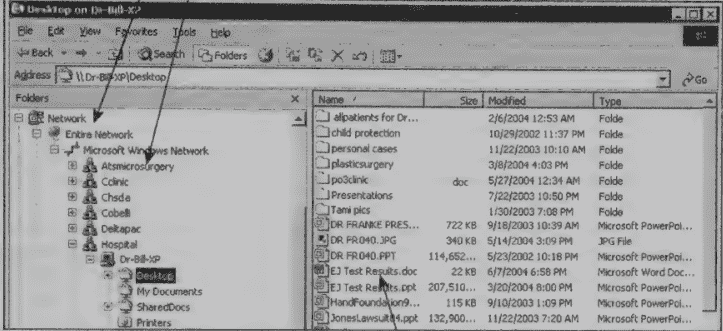 Desktop on Dr-Bill-XP
File Edit View Favorites Tools Help
Back Search Folders
Address \\Dr-Bill-XP\Desktop Go
Folders
Network
Entire Network
Microsoft Windows Network
Atsmicrosurgery
Cclinic
Chsda
Cobelli
Deltapac
Hospital
Dr-Bill-XP
Desktop
My Documents
SharedDocs
Printers
Name Size Modified Type
allpatients for Dr... 2/6/2004 12:53 AM Folde
child protection 10/29/2002 11:37 PM Folde
personal cases 11/22/2003 10:10 AM Folde
plasticsurgery 3/8/2004 4:03 PM Folde
po3clinic doc 5/27/2004 12:34 AM Folde
Presentations 7/22/2003 10:50 PM Folde
Tami pics 1/30/2003 7:08 PM Folde
DR FRANKE PRES... 722 KB 9/18/2003 10:39 AM Microsoft PowerPoi...
DR FR040.JPG 340 KB 5/14/2004 3:09 PM JPG File
DR FR040.PPT 114,652... 5/23/2002 10:18 PM Microsoft PowerPoi...
EJ Test Results.doc 22 KB 6/7/2004 6:58 PM Microsoft Word Doc...
EJ Test Results.ppt 207,510... 3/20/2004 8:00 PM Microsoft PowerPoi...
HandFoundation9... 115 KB 9/10/2003 1:09 PM Microsoft PowerPoi...
JonesLawsuit4.ppt 132,900... 11/22/2003 7:20 AM Microsoft PowerPoi...